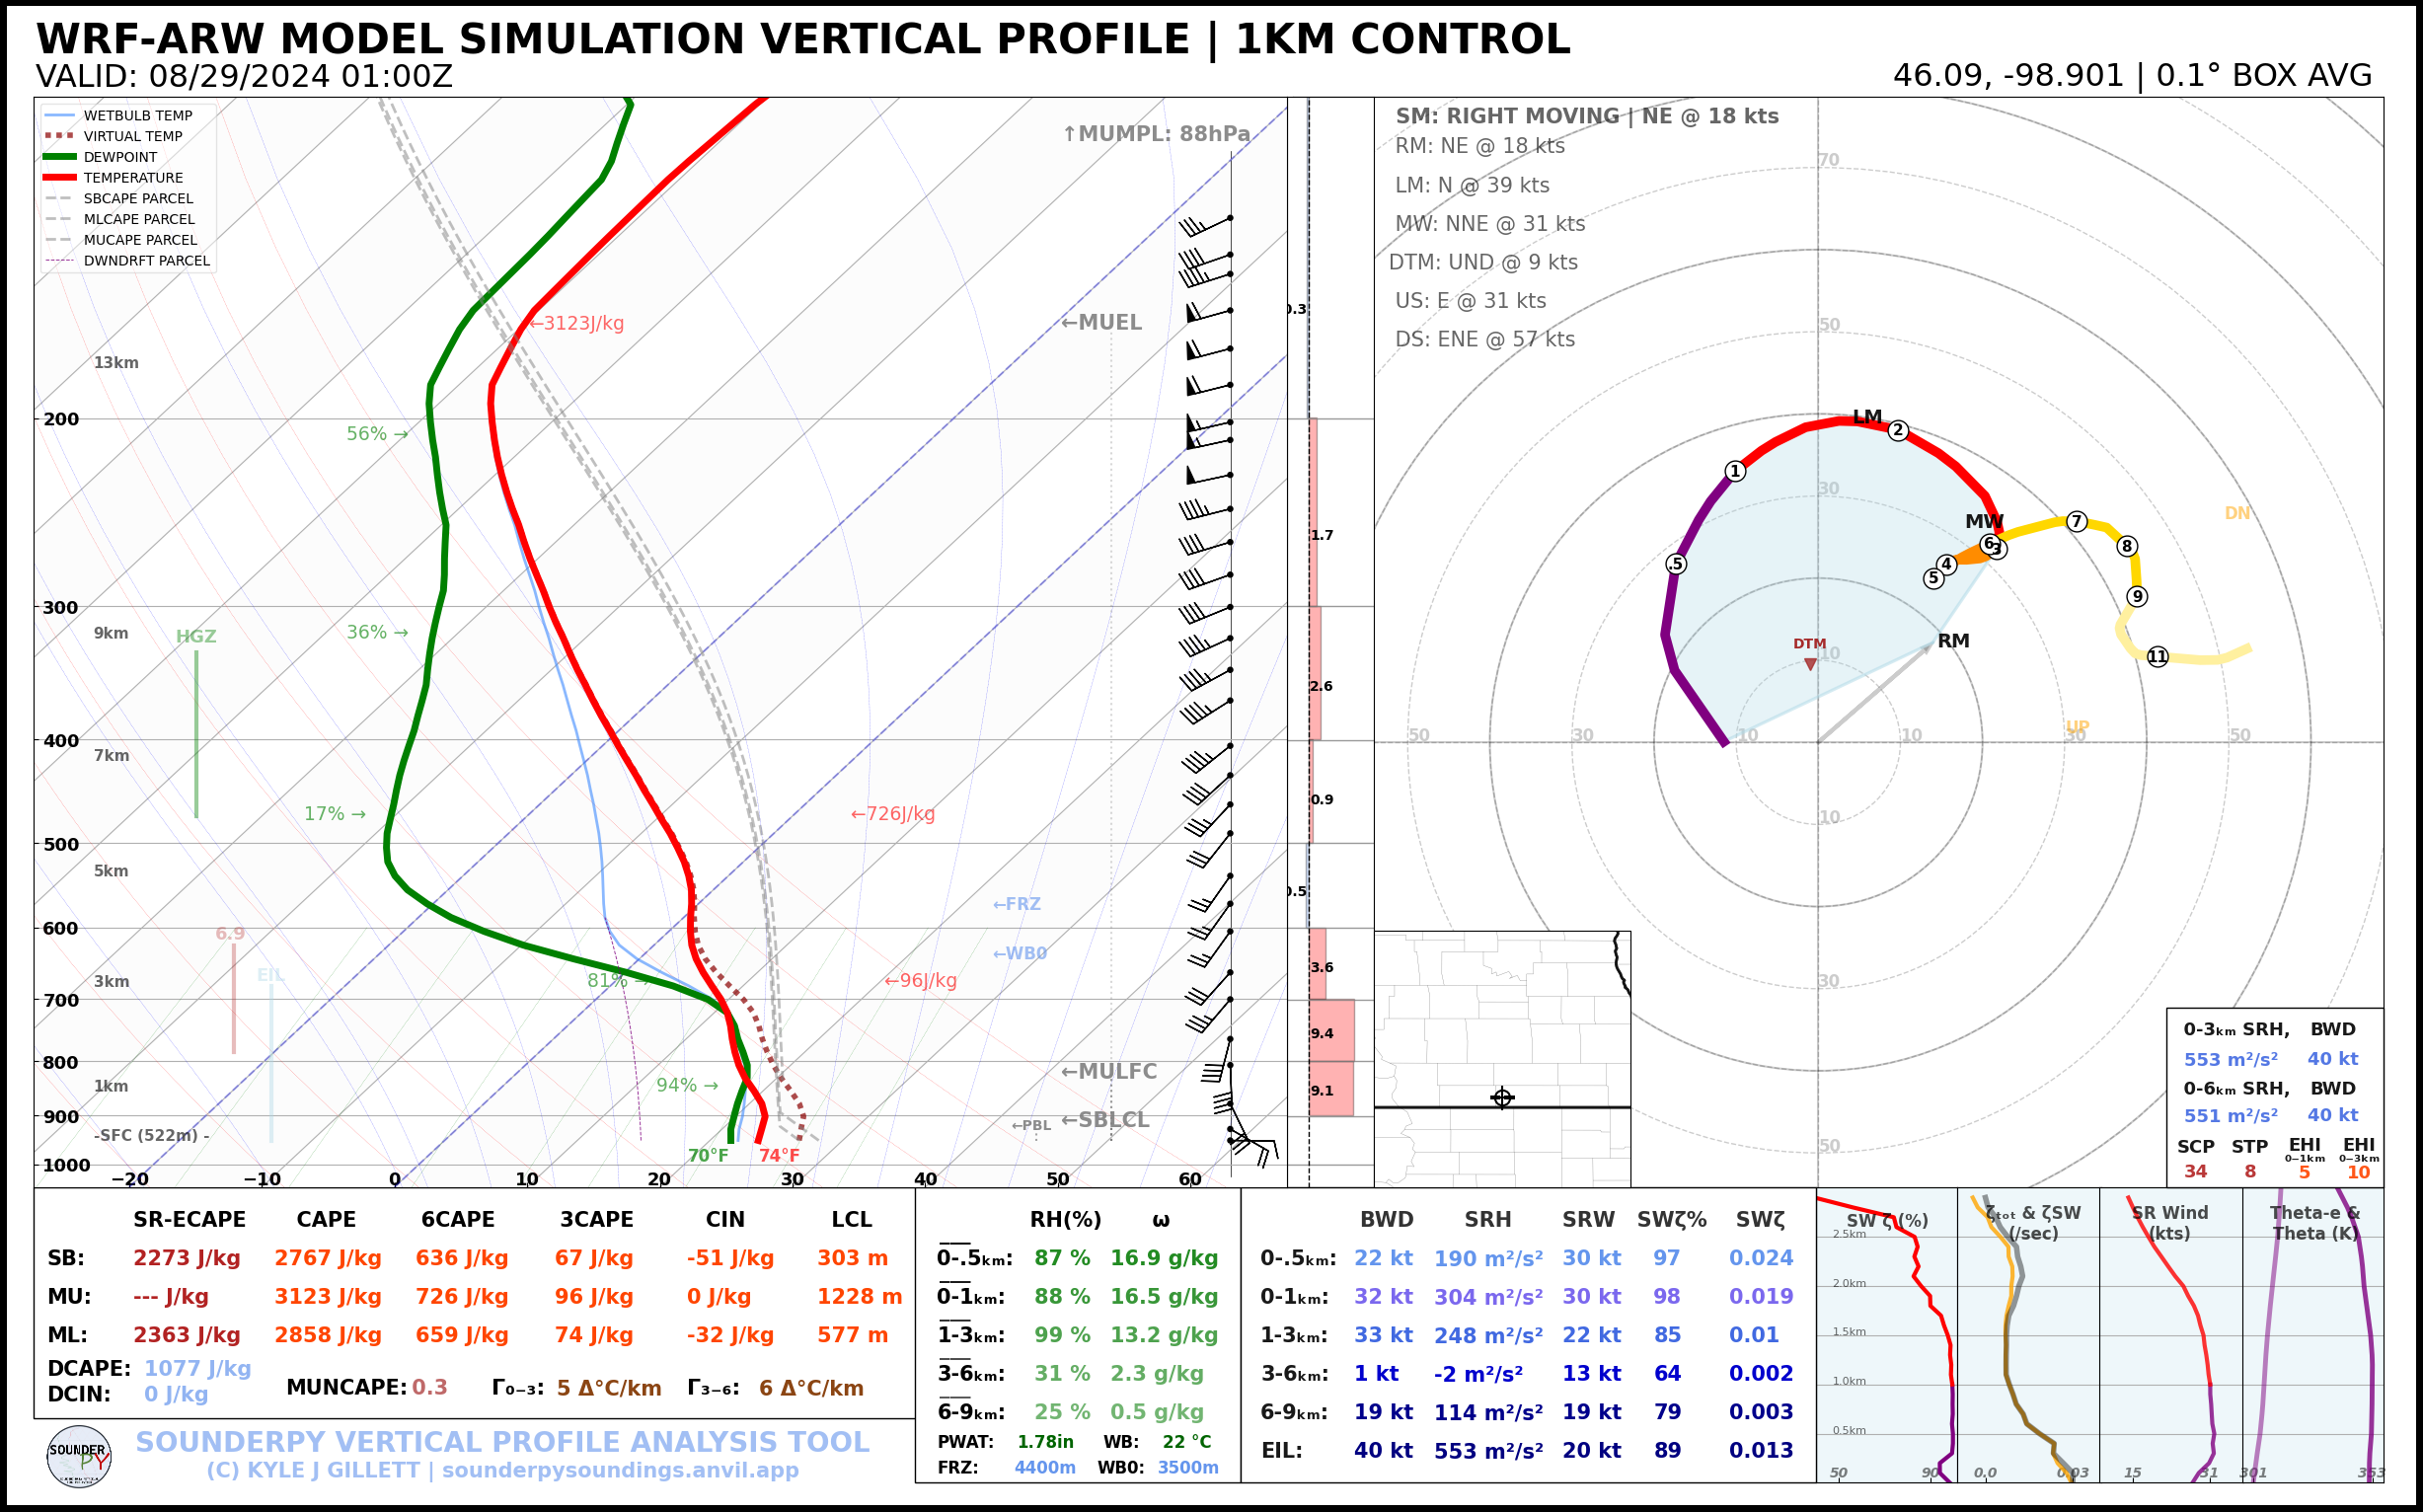 WRF-ARW MODEL SIMULATION VERTICAL PROFILE | 1KM CONTROL
VALID: 08/29/2024 01:00Z
46.09, -98.901 | 0.1° BOX AVG
WETBULB TEMP
VIRTUAL TEMP
DEWPOINT
TEMPERATURE
SBCAPE PARCEL
MLCAPE PARCEL
MUCAPE PARCEL
DWNDRFT PARCEL
↑MUMPL: 88hPa
←3123J/kg
←MUEL
13km
200
56% →
300
9km
HGZ
36% →
400
7km
17% →
←726J/kg
500
5km
←FRZ
600
6.9
←WB0
EIL
3km
81% →
←96J/kg
700
800
←MULFC
1km
94% →
900
←PBL
←SBLCL
-SFC (522m) -
70°F
74°F
1000
−20 −10 0 10 20 30 40 50 60
0.3
1.7
2.6
0.9
0.5
3.6
9.4
9.1
SM: RIGHT MOVING | NE @ 18 kts
RM: NE @ 18 kts
LM: N @ 39 kts
MW: NNE @ 31 kts
DTM: UND @ 9 kts
US: E @ 31 kts
DS: ENE @ 57 kts
70
50
LM
2
1
30
MW
DN
7
.5
6
3
8
4
5
9
DTM
10
RM
11
UP
50 30 10 10 30 50
10
30
50
0-3km SRH, BWD
553 m²/s² 40 kt
0-6km SRH, BWD
551 m²/s² 40 kt
SCP STP EHI EHI
0−1km 0−3km
34 8 5 10
SR-ECAPE CAPE 6CAPE 3CAPE CIN LCL
SB: 2273 J/kg 2767 J/kg 636 J/kg 67 J/kg -51 J/kg 303 m
MU: --- J/kg 3123 J/kg 726 J/kg 96 J/kg 0 J/kg 1228 m
ML: 2363 J/kg 2858 J/kg 659 J/kg 74 J/kg -32 J/kg 577 m
DCAPE: 1077 J/kg
DCIN: 0 J/kg
MUNCAPE: 0.3 Γ₀₋₃: 5 Δ°C/km Γ₃₋₆: 6 Δ°C/km
SOUNDERPY
SOUNDERPY VERTICAL PROFILE ANALYSIS TOOL
(C) KYLE J GILLETT | sounderpysoundings.anvil.app
RH(%) ω
0-.5km: 87 % 16.9 g/kg
0-1km: 88 % 16.5 g/kg
1-3km: 99 % 13.2 g/kg
3-6km: 31 % 2.3 g/kg
6-9km: 25 % 0.5 g/kg
PWAT: 1.78in WB: 22 °C
FRZ: 4400m WB0: 3500m
BWD SRH SRW SWζ% SWζ
0-.5km: 22 kt 190 m²/s² 30 kt 97 0.024
0-1km: 32 kt 304 m²/s² 30 kt 98 0.019
1-3km: 33 kt 248 m²/s² 22 kt 85 0.01
3-6km: 1 kt -2 m²/s² 13 kt 64 0.002
6-9km: 19 kt 114 m²/s² 19 kt 79 0.003
EIL: 40 kt 553 m²/s² 20 kt 89 0.013
SW ζ (%)
2.5km
2.0km
1.5km
1.0km
0.5km
50 90
ζₜₒₜ & ζSW
(/sec)
0.0 0.03
SR Wind
(kts)
15 31
Theta-e &
Theta (K)
301 353